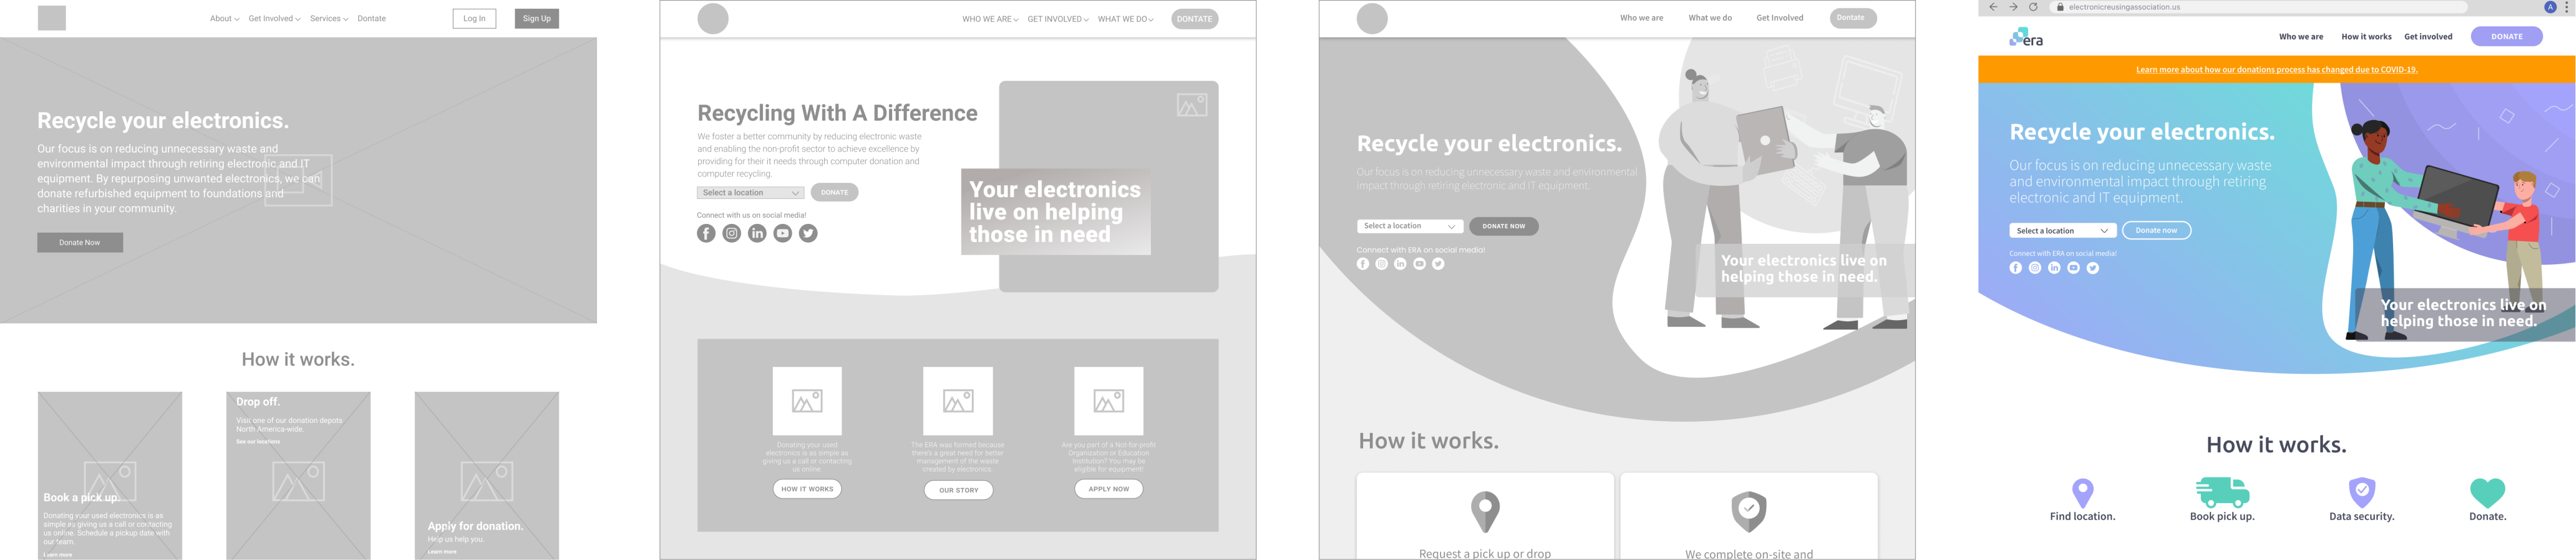 About Get Involved Services Donate Log In Sign Up
Recycle your electronics.
Our focus is on reducing unnecessary waste and
environmental impact through retiring electronic and IT
equipment. By repurposing unwanted electronics, we can
donate refurbished equipment to foundations and
charities in your community.
Donate Now
How it works.
Book a pick up.
Donating your used electronics is as
simple as giving us a call or contacting
us online. Schedule a pickup date with
our team.
Learn more
Drop off.
Visit one of our donation depots
North America-wide.
See our locations
Apply for donation.
Help us help you.
Learn more
WHO WE ARE GET INVOLVED WHAT WE DO DONATE
Recycling With A Difference
We foster a better community by reducing electronic waste
and enabling the non-profit sector to achieve excellence by
providing for their it needs through computer donation and
computer recycling.
Select a location DONATE
Connect with us on social media!
Your electronics
live on helping
those in need
Donating your used
electronics is as simple as
giving us a call or contacting
us online.
HOW IT WORKS
The ERA was formed because
there's a great need for better
management of the waste
created by electronics
OUR STORY
Are you part of a Not-for-profit
Organization or Education
Institution? You may be
eligible for equipment!
APPLY NOW
Who we are What we do Get Involved Donate
Recycle your electronics.
Our focus is on reducing unnecessary waste and environmental
impact through retiring electronic and IT equipment.
Select a location DONATE NOW
Connect with ERA on social media!
Your electronics live on
helping those in need.
How it works.
Request a pick up or drop
We complete on-site and
electronicreusingassociation.us A
era
Who we are How it works Get involved DONATE
Learn more about how our donations process has changed due to COVID-19.
Recycle your electronics.
Our focus is on reducing unnecessary waste
and environmental impact through retiring
electronic and IT equipment.
Select a location Donate now
Connect with ERA on social media!
Your electronics live on
helping those in need.
How it works.
Find location. Book pick up. Data security. Donate.